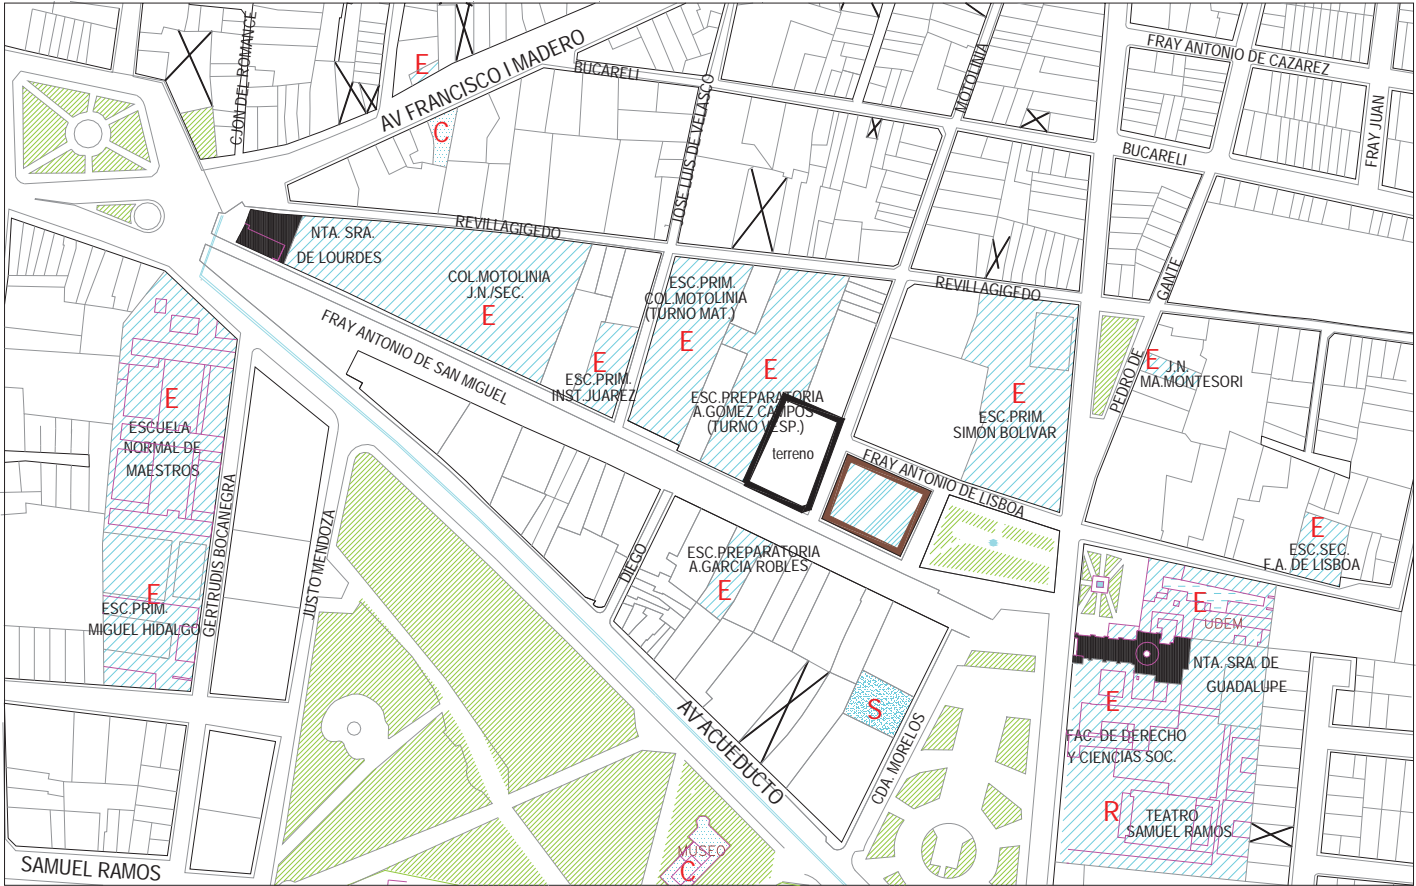 CJON DEL ROMANCE
E
AV FRANCISCO I MADERO
BUCARELI
C
JOSE LUIS DE VELASCO
MOTOLINIA
FRAY ANTONIO DE CAZAREZ
FRAY JUAN
BUCARELI
REVILLAGIGEDO
NTA. SRA.
DE LOURDES
COL.MOTOLINIA
J.N./SEC.
E
ESC.PRIM.
COL.MOTOLINIA
(TURNO MAT.)
E
REVILLAGIGEDO
PEDRO DE
GANTE
FRAY ANTONIO DE SAN MIGUEL
E
ESC.PRIM.
INST.JUAREZ
E
ESC.PREPARATORIA
A.GOMEZ CAMPOS
(TURNO VESP.)
terreno
E
ESC.PRIM.
SIMÓN BOLIVAR
E
J.N.
MA.MONTESORI
E
ESCUELA
NORMAL DE
MAESTROS
FRAY ANTONIO DE LISBOA
E
ESC.SEC.
F.A. DE LISBOA
GERTRUDIS BOCANEGRA
JUSTO MENDOZA
DIEGO
ESC.PREPARATORIA
A.GARCIA ROBLES
E
E
ESC.PRIM.
MIGUEL HIDALGO
E
UDEM
NTA. SRA. DE
GUADALUPE
E
FAC. DE DERECHO
Y CIENCIAS SOC.
S
AV ACUEDUCTO
CDA. MORELOS
R
TEATRO
SAMUEL RAMOS
MUSEO
C
SAMUEL RAMOS